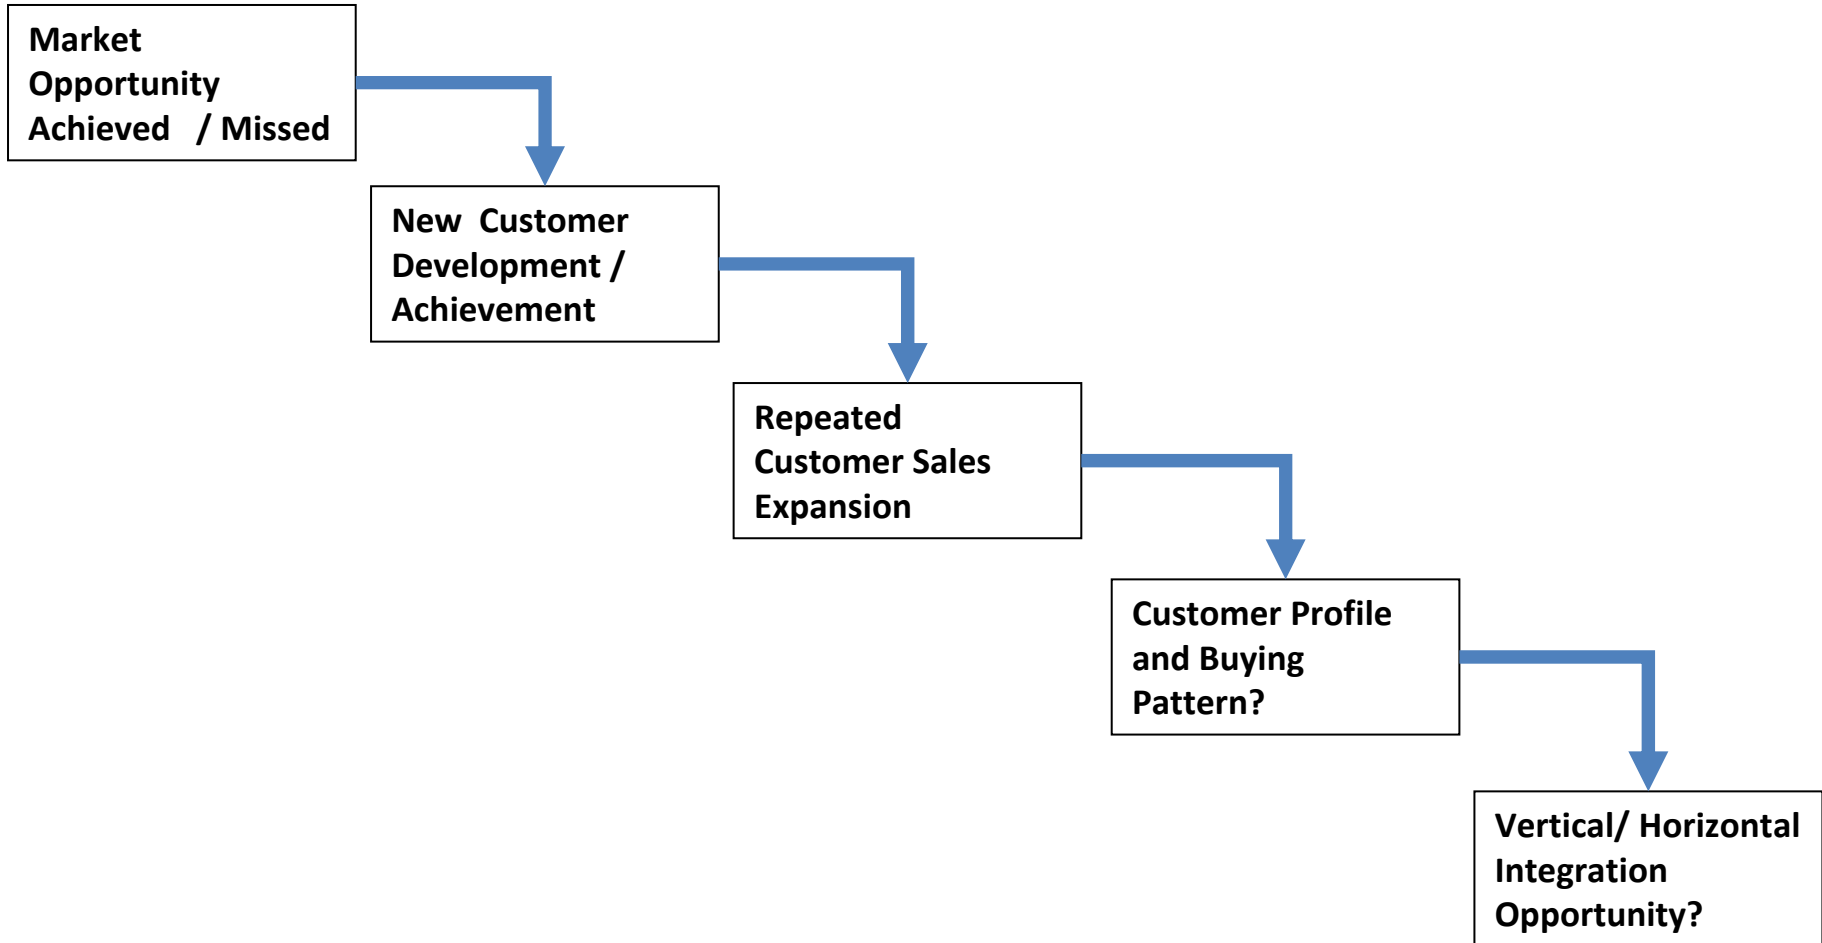 Market
Opportunity
Achieved / Missed
New Customer
Development /
Achievement
Repeated
Customer Sales
Expansion
Customer Profile
and Buying
Pattern?
Vertical/ Horizontal
Integration
Opportunity?